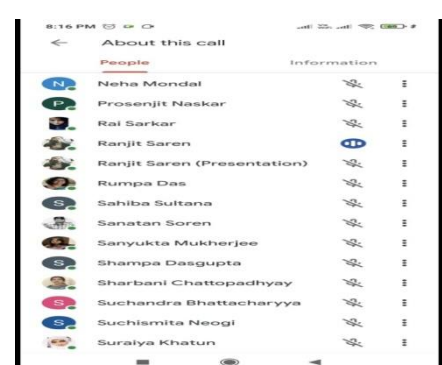 8:16 PM
About this call
People Information
N Neha Mondal
P Prosenjit Naskar
Rai Sarkar
Ranjit Saren
Ranjit Saren (Presentation)
Rumpa Das
S Sahiba Sultana
Sanatan Soren
Sanyukta Mukherjee
S Shampa Dasgupta
Sharbani Chattopadhyay
S Suchandra Bhattacharyya
S Suchismita Neogi
Suraiya Khatun